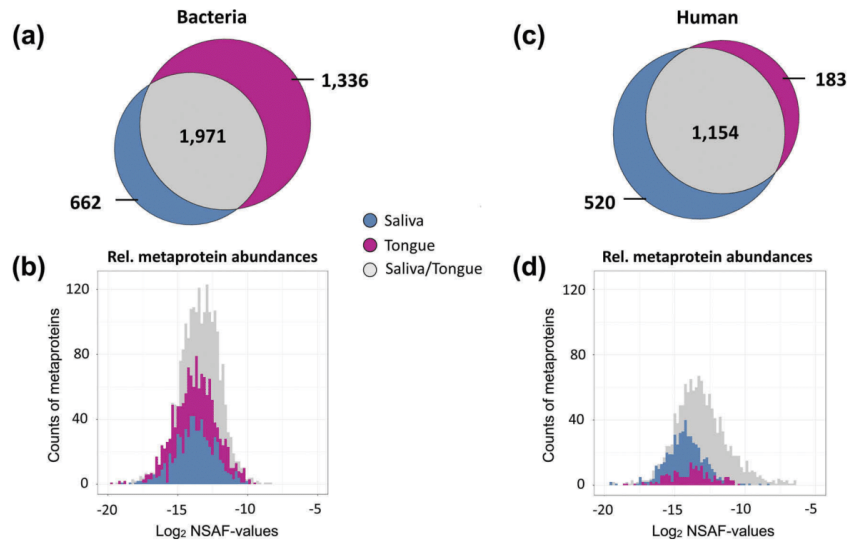 (a)
Bacteria
1,336
1,971
662
(c)
Human
183
1,154
520
Saliva
Tongue
Saliva/Tongue
(b)
Rel. metaprotein abundances
Counts of metaproteins
120
80
40
0
-20
-15
-10
-5
Log₂ NSAF-values
(d)
Rel. metaprotein abundances
Counts of metaproteins
120
80
40
0
-20
-15
-10
-5
Log₂ NSAF-values